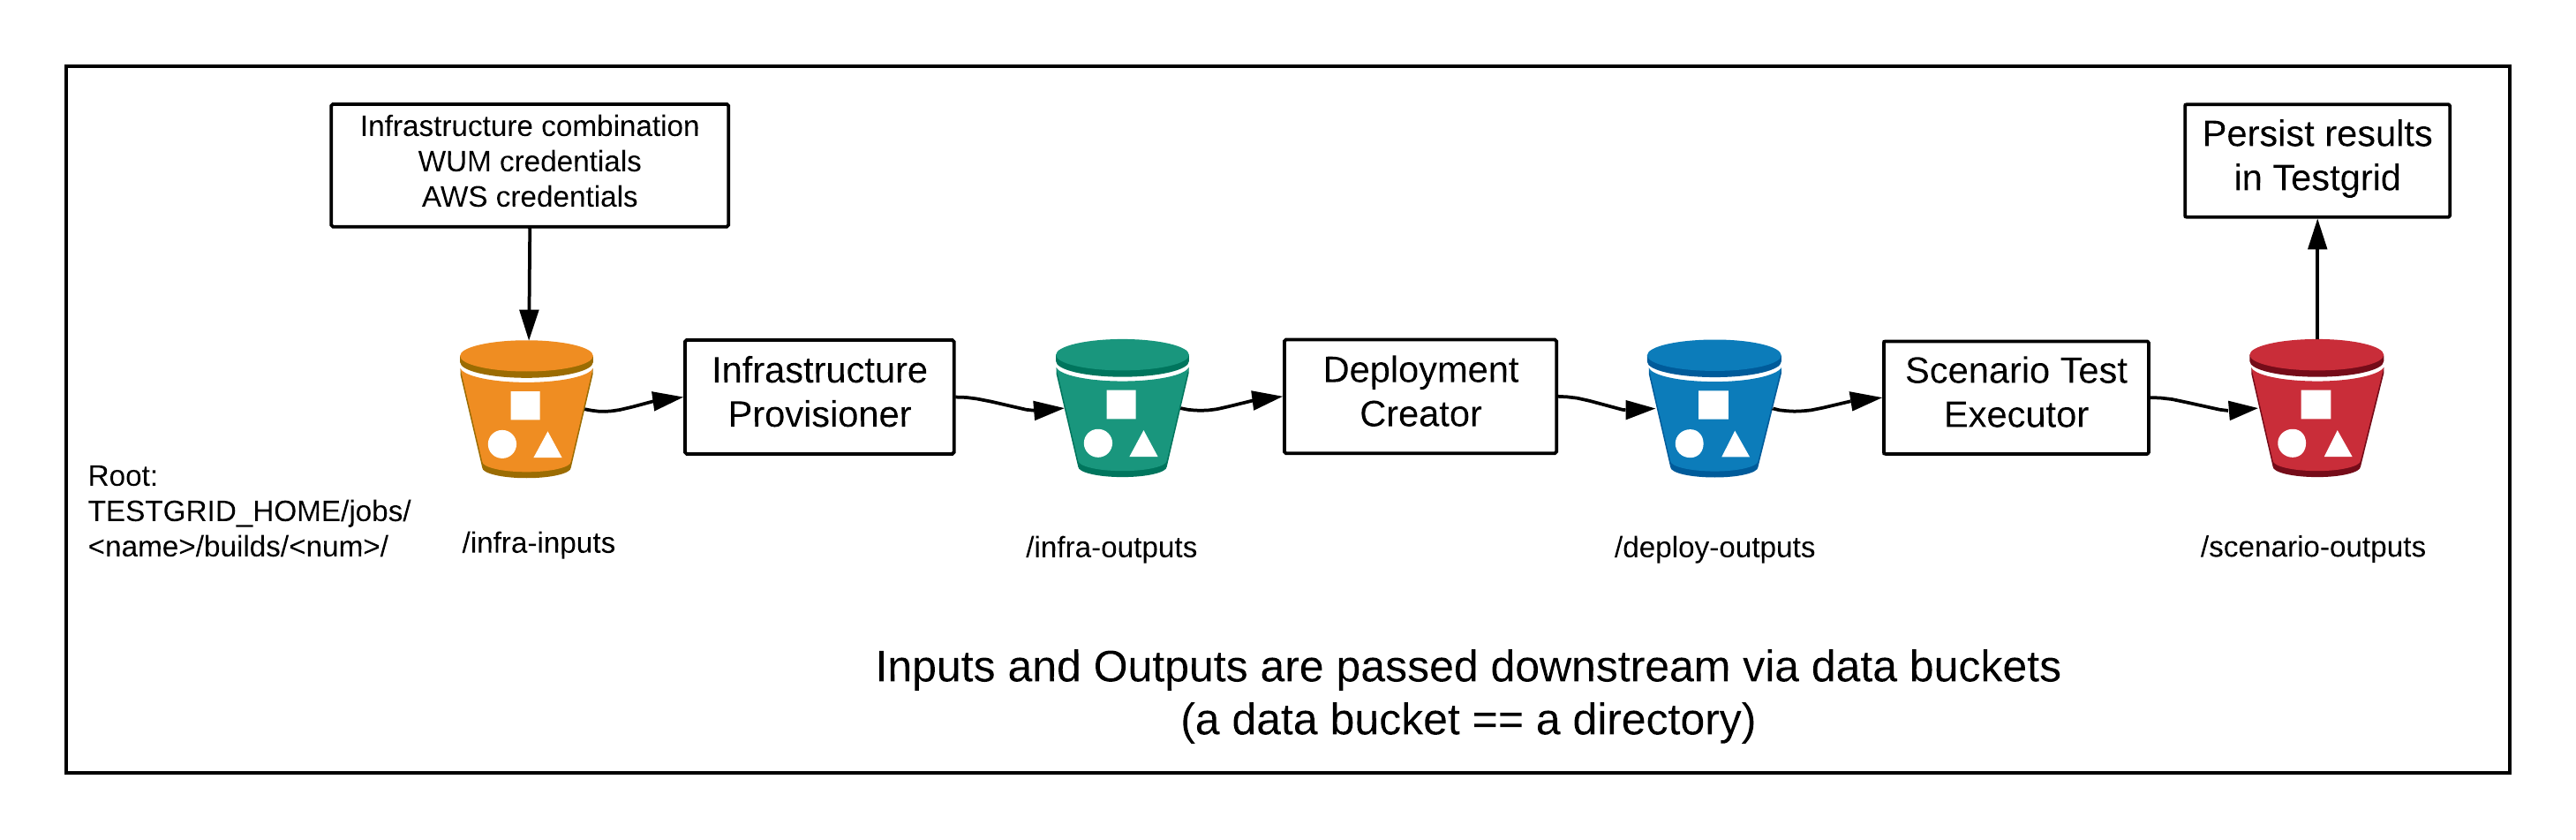 Infrastructure combination
WUM credentials
AWS credentials
Persist results
in Testgrid
Infrastructure
Provisioner
Deployment
Creator
Scenario Test
Executor
Root:
TESTGRID_HOME/jobs/
<name>/builds/<num>/
/infra-inputs
/infra-outputs
/deploy-outputs
/scenario-outputs
Inputs and Outputs are passed downstream via data buckets
(a data bucket == a directory)